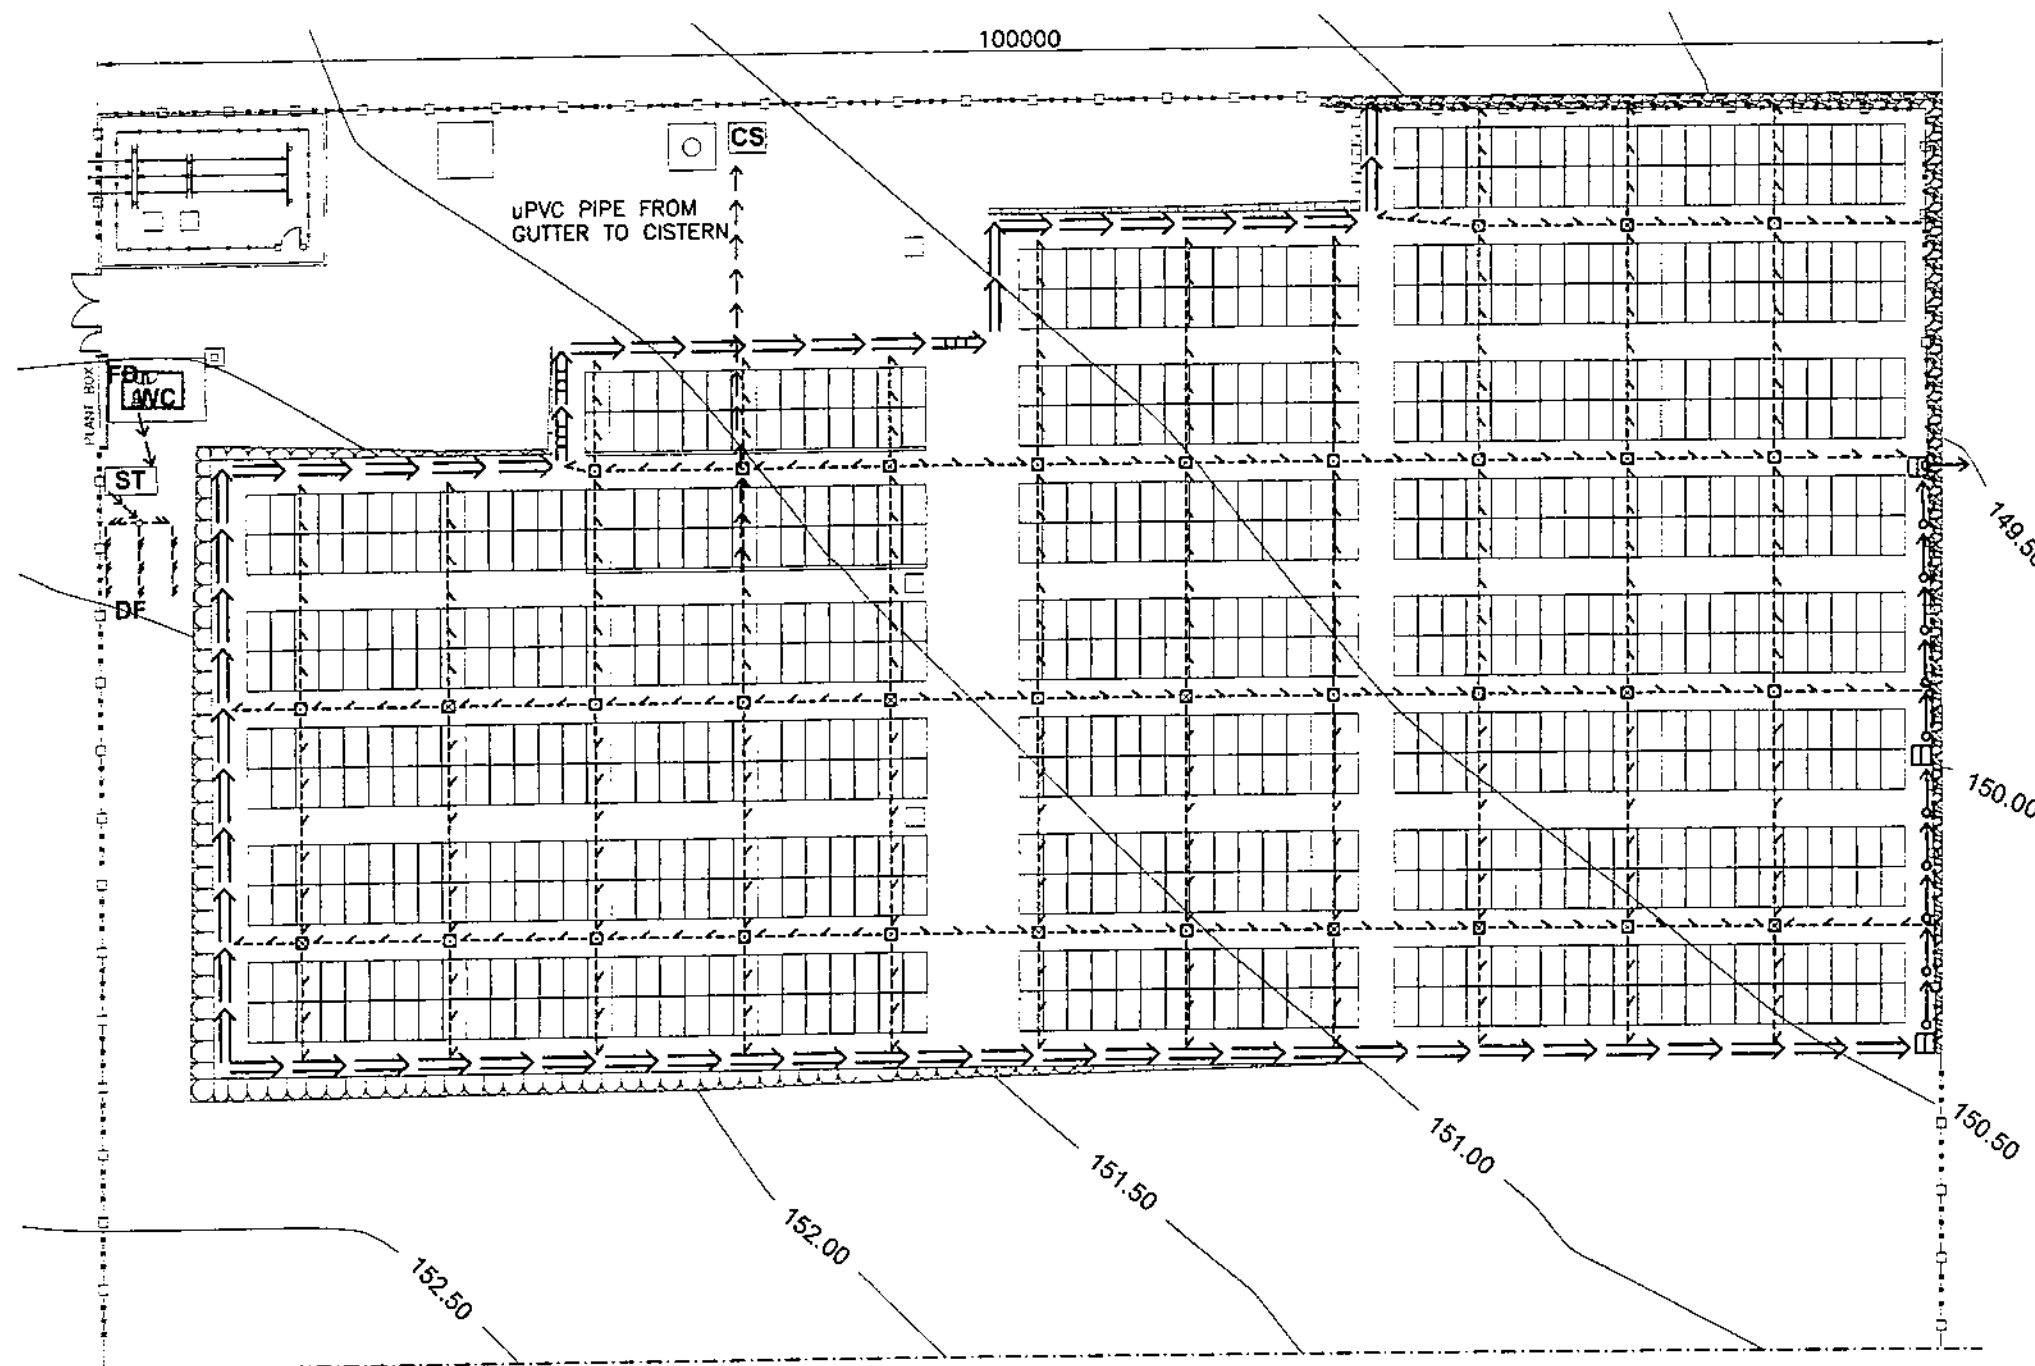 100000
CS
uPVC PIPE FROM
GUTTER TO CISTERN
PLANT BOX
FD
WC
ST
DF
149.50
150.00
150.50
151.00
151.50
152.00
152.50